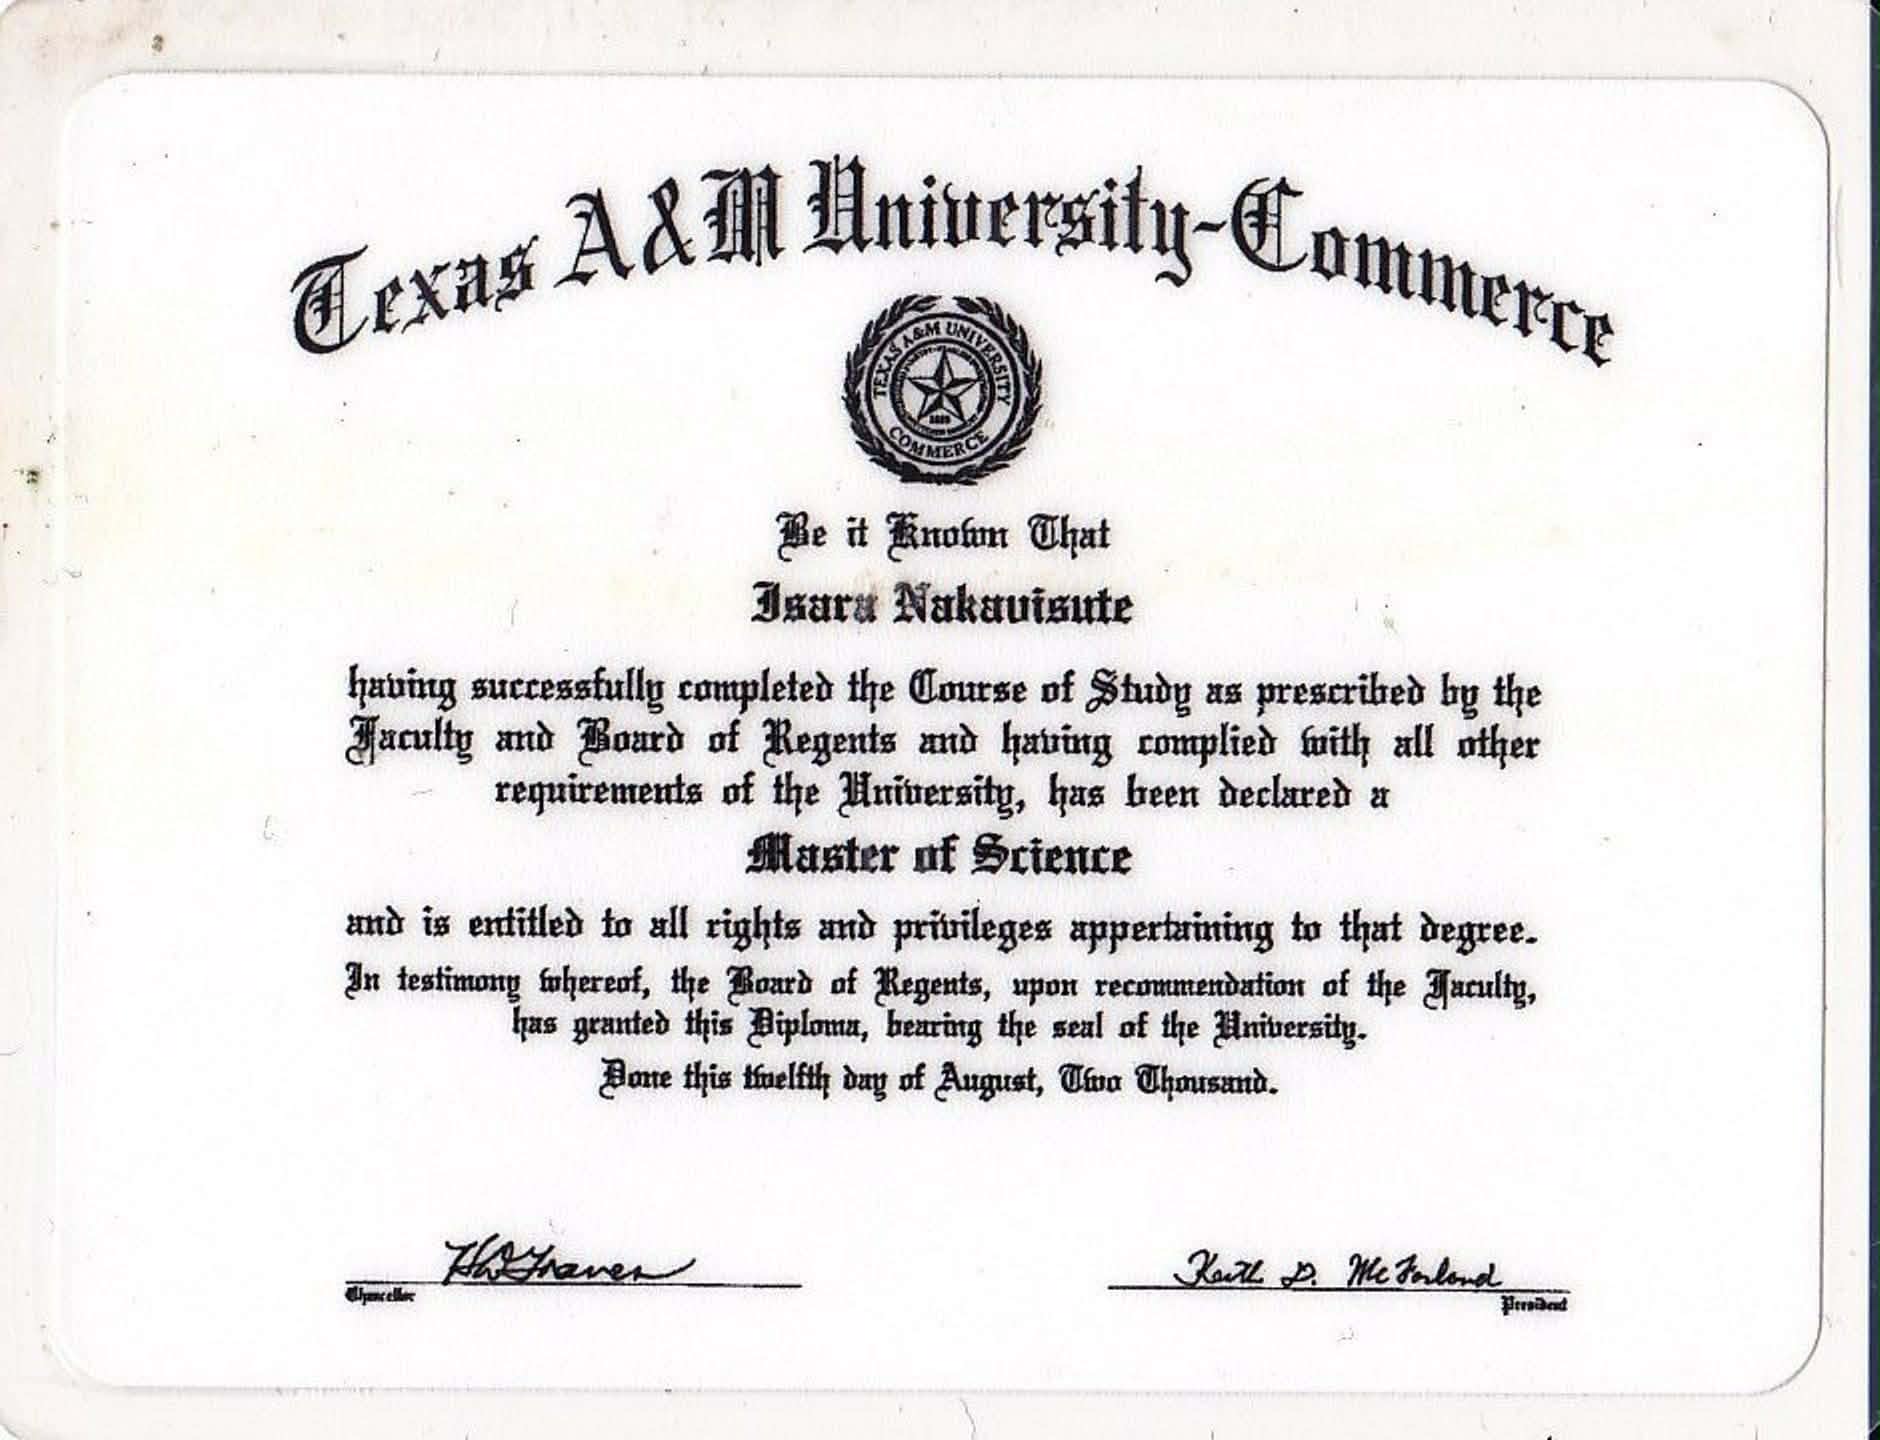 Texas A&M University-Commerce
TEXAS A&M UNIVERSITY
COMMERCE
Be it Known That
Isara Nakavisute
having successfully completed the Course of Study as prescribed by the
Faculty and Board of Regents and having complied with all other
requirements of the University, has been declared a
Master of Science
and is entitled to all rights and privileges appertaining to that degree.
In testimony whereof, the Board of Regents, upon recommendation of the Faculty,
has granted this Diploma, bearing the seal of the University.
Done this twelfth day of August, Two Thousand.
Keith D. McFarland
Chancellor
President